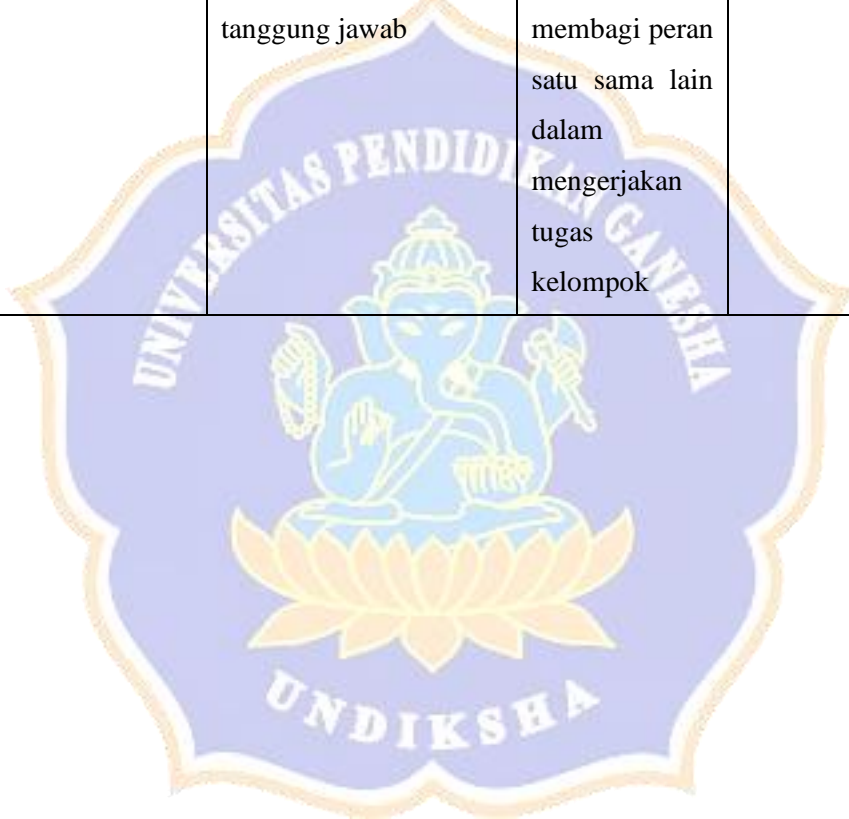 tanggung jawab
membagi peran
satu sama lain
dalam
mengerjakan
tugas
kelompok
UNIVERSITAS PENDIDIKAN GANESHA
UNDIKSHA